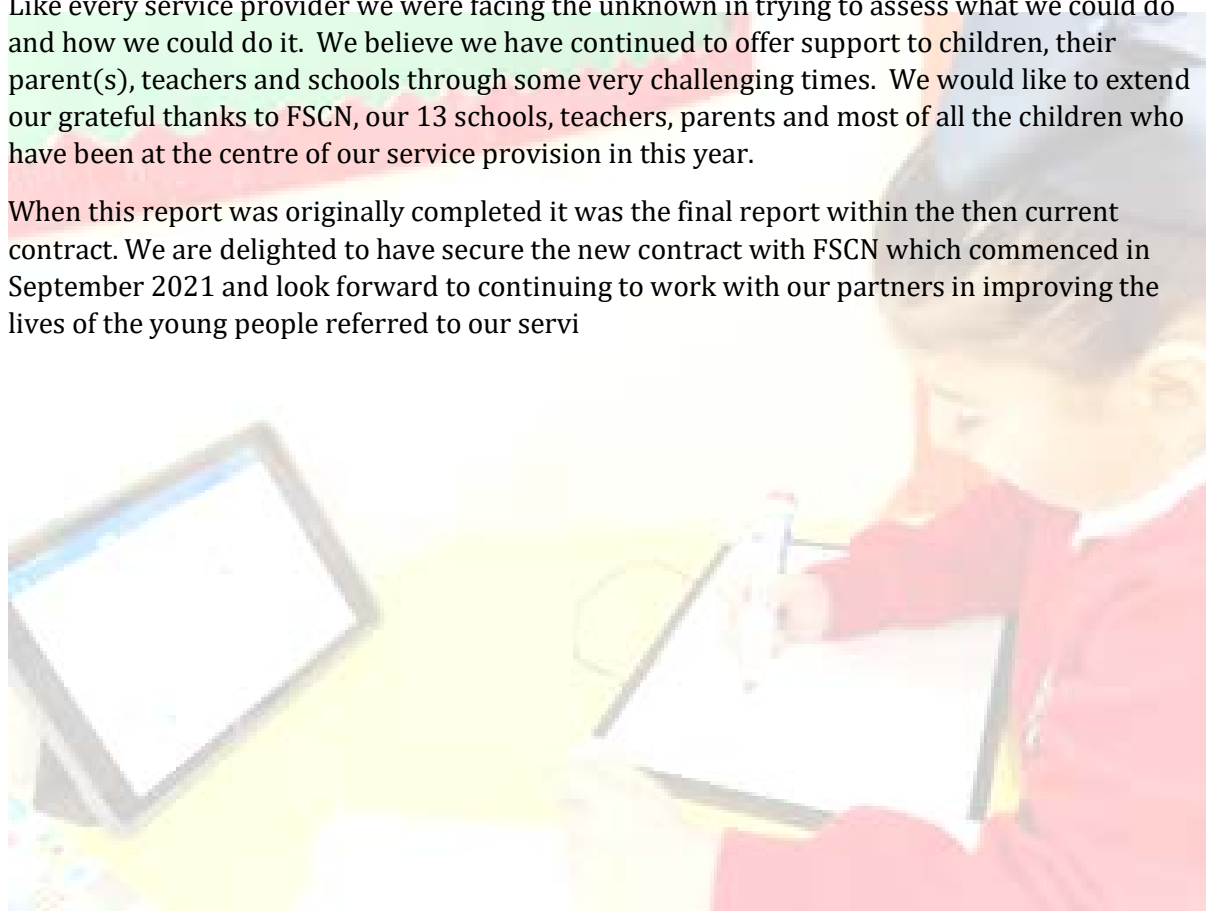 Like every service provider we were facing the unknown in trying to assess what we could do
and how we could do it.  We believe we have continued to offer support to children, their
parent(s), teachers and schools through some very challenging times.  We would like to extend
our grateful thanks to FSCN, our 13 schools, teachers, parents and most of all the children who
have been at the centre of our service provision in this year.
When this report was originally completed it was the final report within the then current
contract. We are delighted to have secure the new contract with FSCN which commenced in
September 2021 and look forward to continuing to work with our partners in improving the
lives of the young people referred to our servi